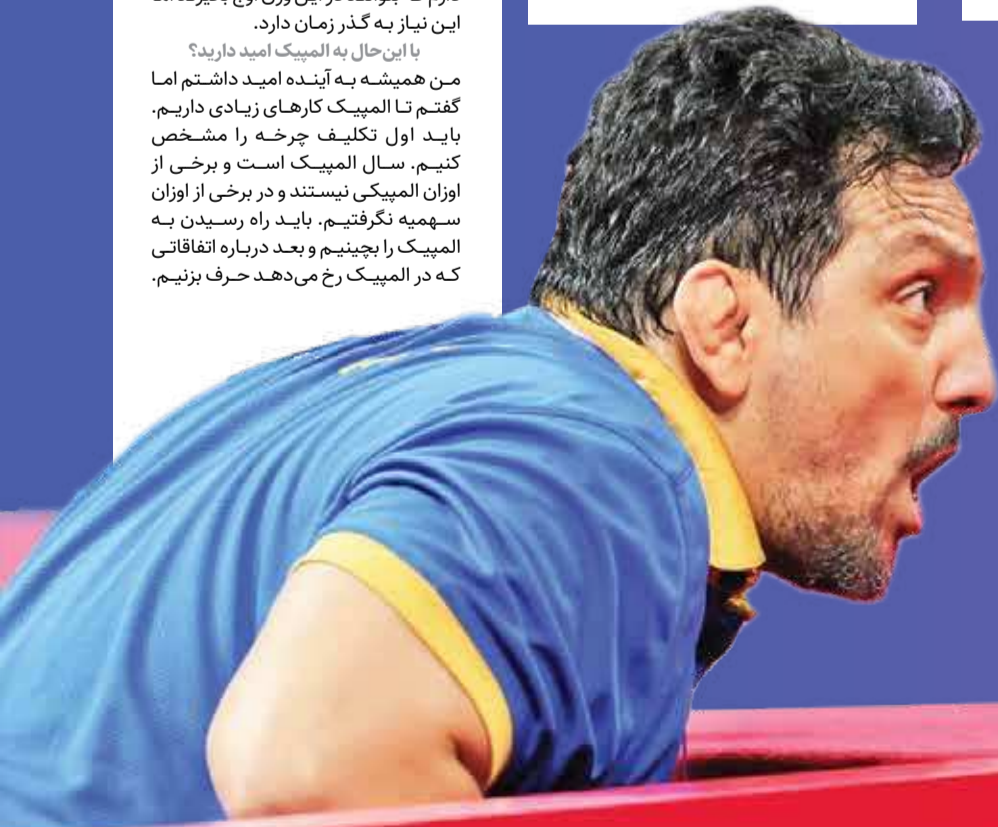 این نیاز به گذر زمان دارد.
با این‌حال به المپیک امید دارید؟
من همیشه به آینده امید داشتم اما
گفتم تا المپیک کارهای زیادی داریم.
باید اول تکلیف چرخه را مشخص
کنیم. سال المپیک است و برخی از
اوزان المپیکی نیستند و در برخی از اوزان
سهمیه نگرفتیم. باید راه رسیدن به
المپیک را بچینیم و بعد درباره اتفاقاتی
که در المپیک رخ می‌دهد حرف بزنیم.